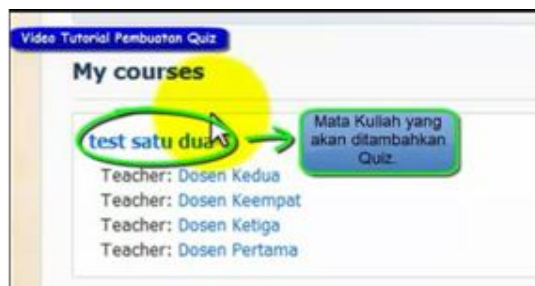 Video Tutorial Pembuatan Quiz
My courses
test satu dua
Mata Kuliah yang
akan ditambahkan
Quiz.
Teacher: Dosen Kedua
Teacher: Dosen Keempat
Teacher: Dosen Ketiga
Teacher: Dosen Pertama